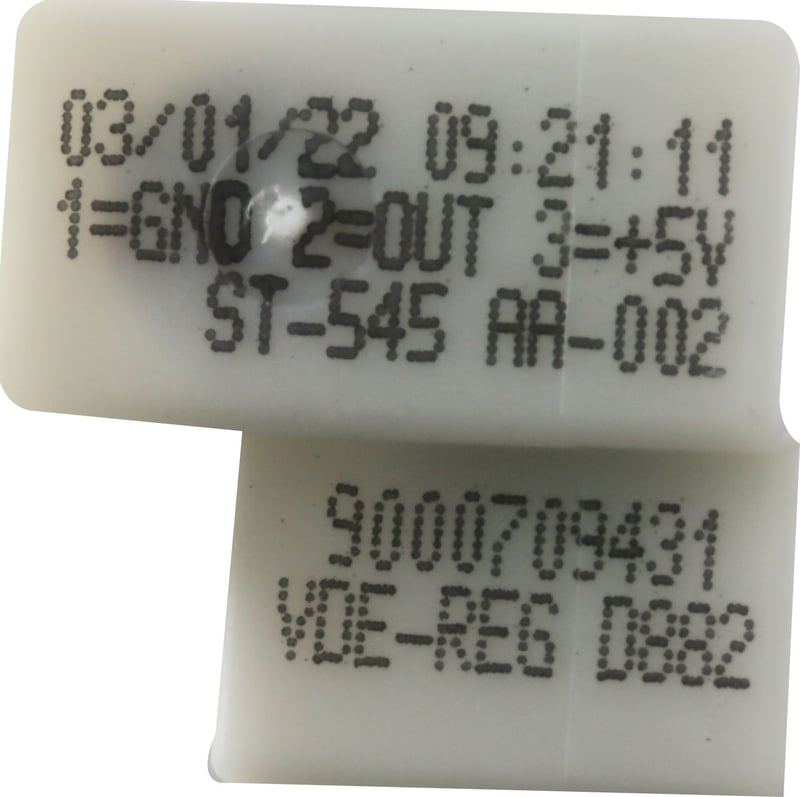 03/01/22 09:21:11
1=GND 2=OUT 3=+5V
ST-545 AA-002
9000709431
VDE-REG D882